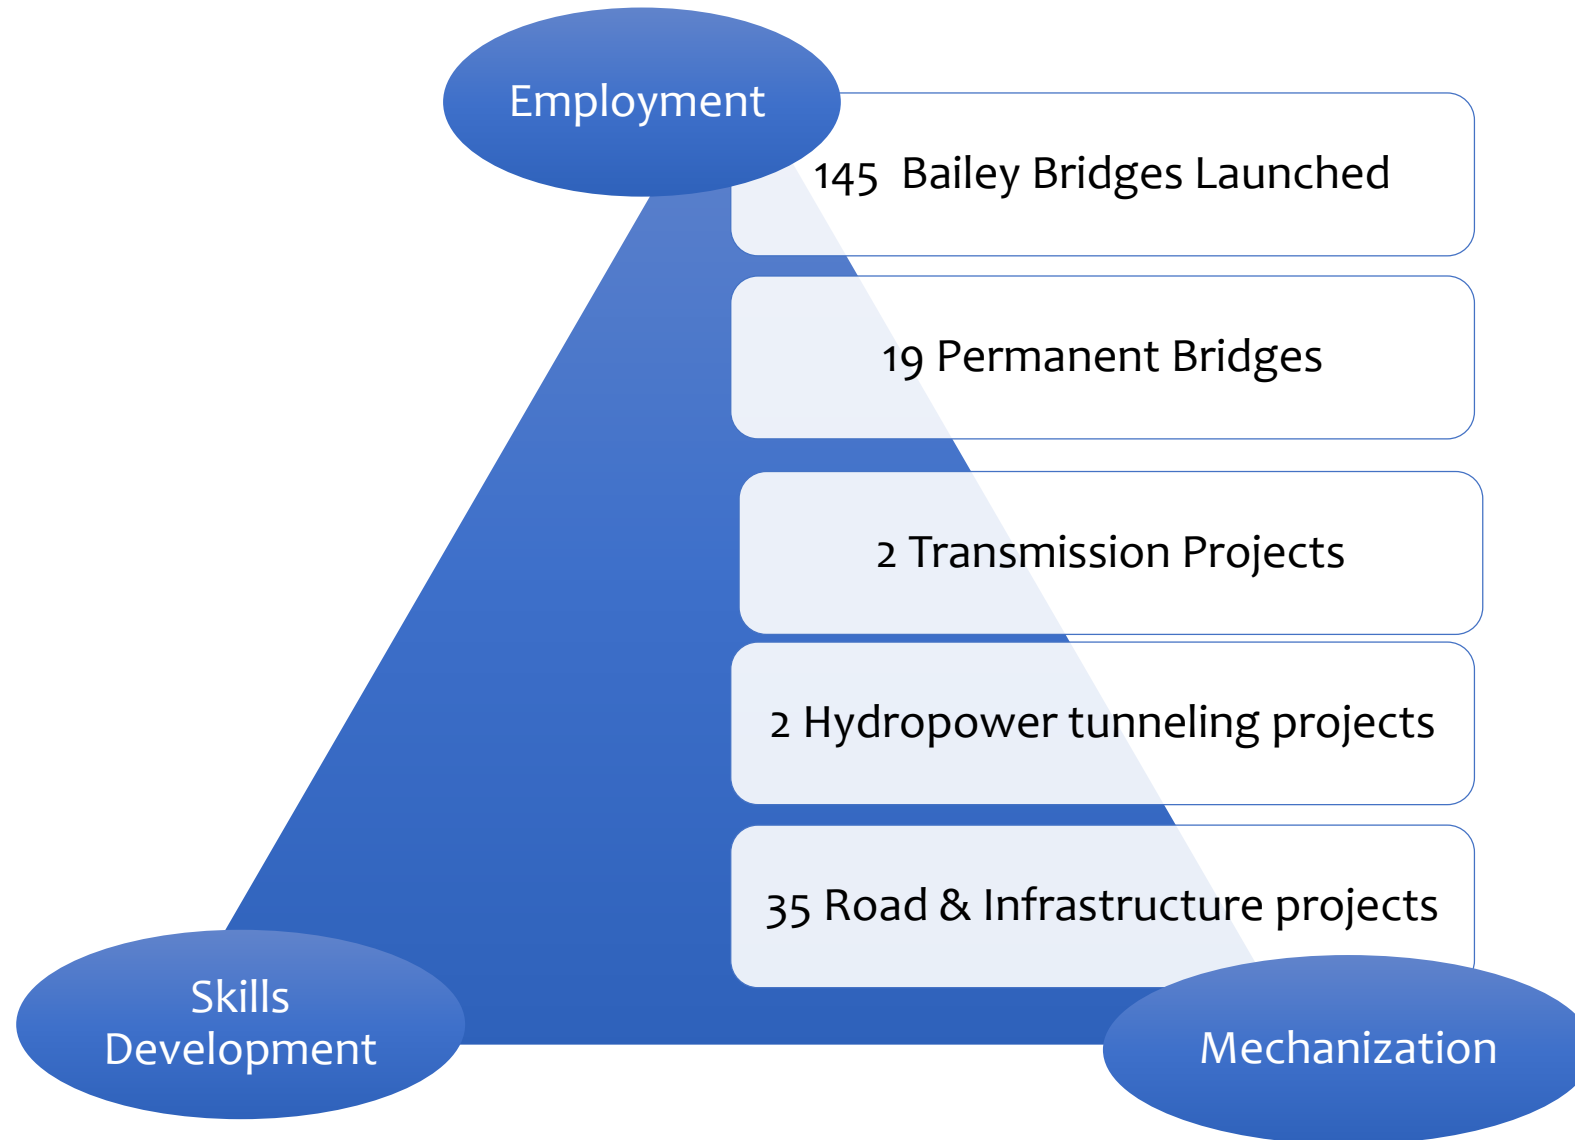 Employment
145 Bailey Bridges Launched
19 Permanent Bridges
2 Transmission Projects
2 Hydropower tunneling projects
35 Road & Infrastructure projects
Skills
Development
Mechanization